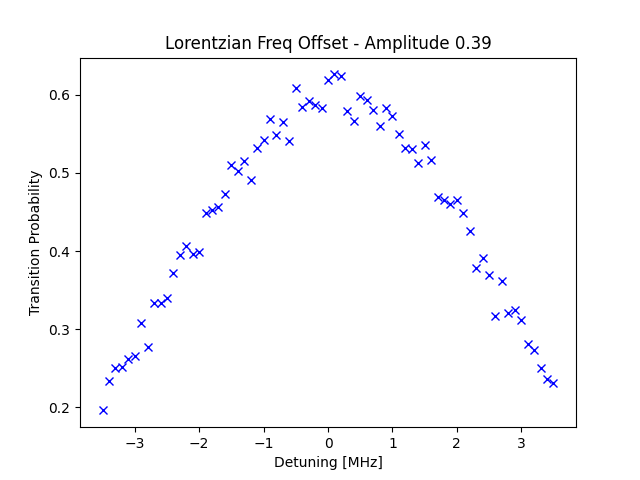 Lorentzian Freq Offset - Amplitude 0.39
0.6
0.5
0.4
0.3
0.2
Transition Probability
−3 −2 −1 0 1 2 3
Detuning [MHz]